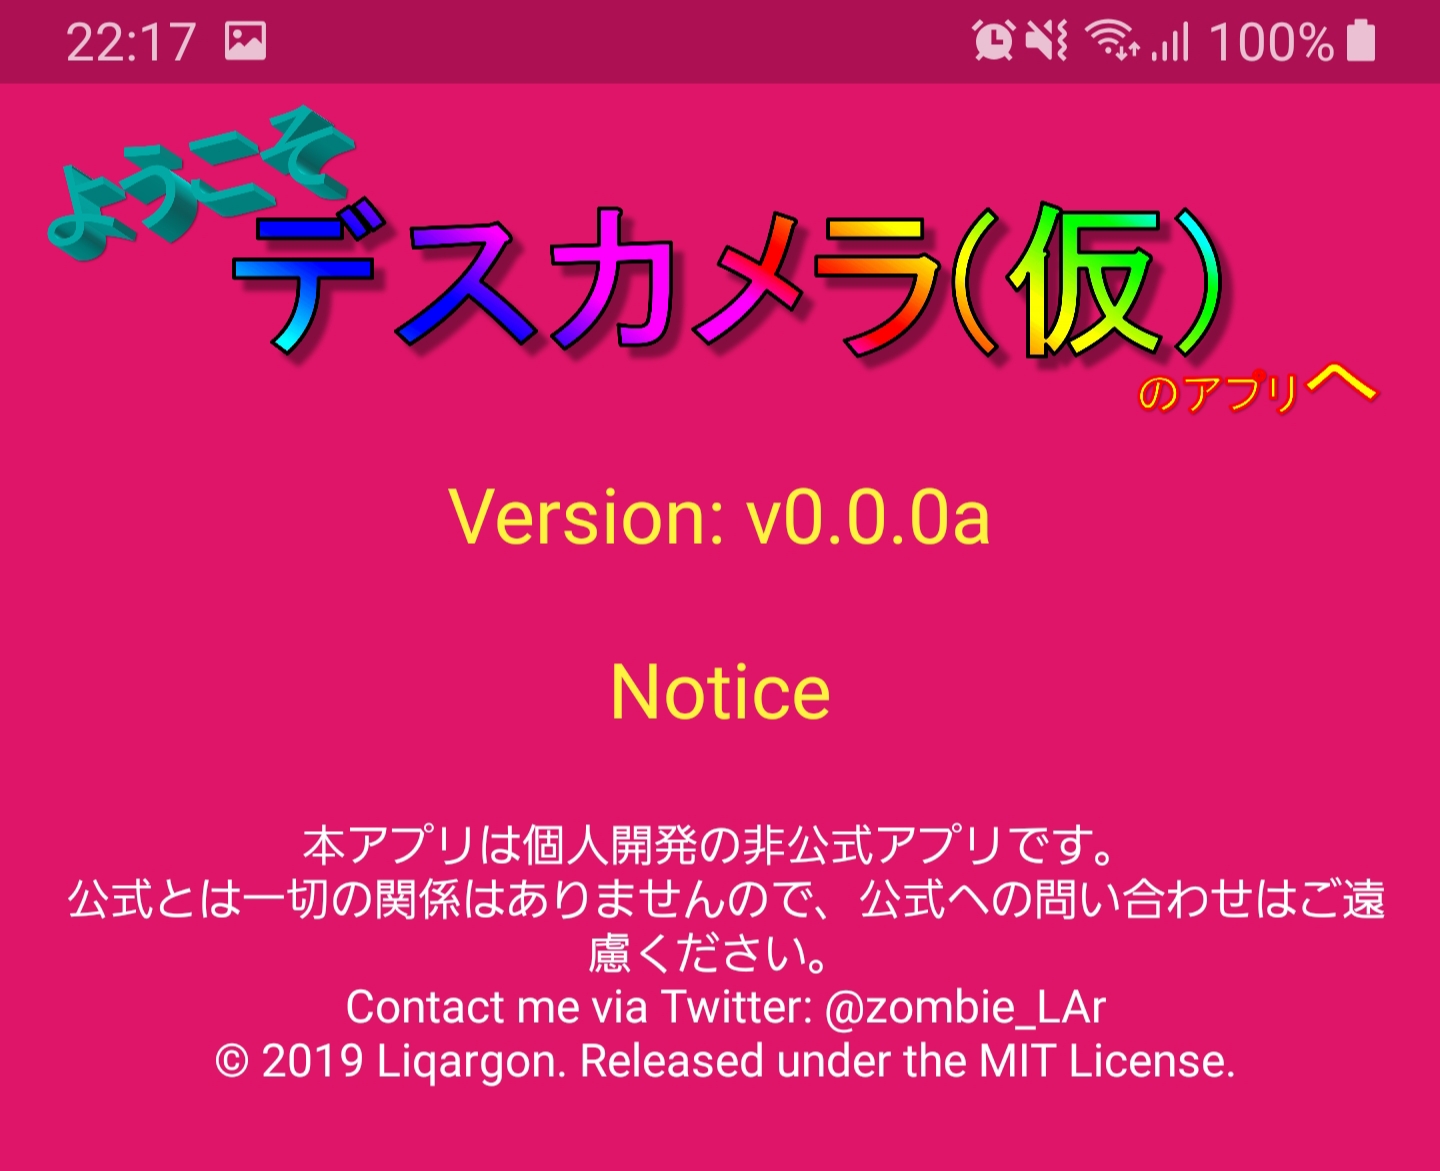 22:17
100%
ようこそ
デスカメラ(仮)
のアプリへ
Version: v0.0.0a
Notice
本アプリは個人開発の非公式アプリです。
公式とは一切の関係はありませんので、公式への問い合わせはご遠
慮ください。
Contact me via Twitter: @zombie_LAr
© 2019 Liqargon. Released under the MIT License.